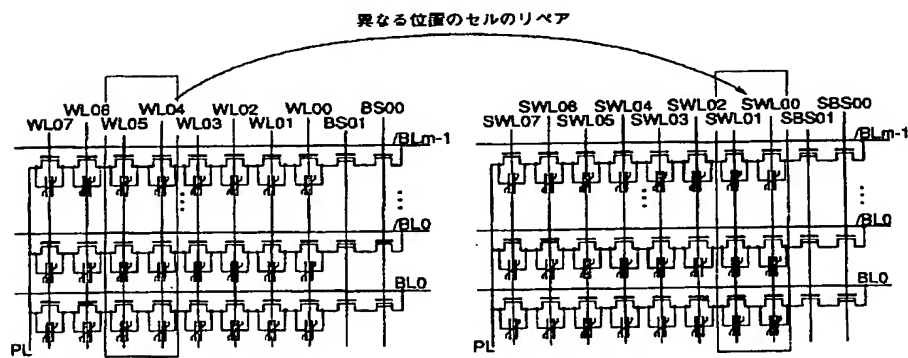 異なる位置のセルのリペア
WL06 WL04 WL02 WL00 BS00
WL07 WL05 WL03 WL01 BS01
/BLm-1
/BL0
BL0
PL
SWL06 SWL04 SWL02 SWL00 SBS00
SWL07 SWL05 SWL03 SWL01 SBS01
/BLm-1
/BL0
BL0
PL